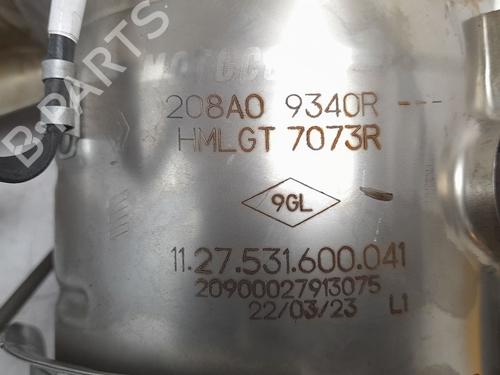 B-PARTS
208A0 9340R ---
HMLGT 7073R
9GL
11.27.531.600.041
20900027913075
22/03/23 L1